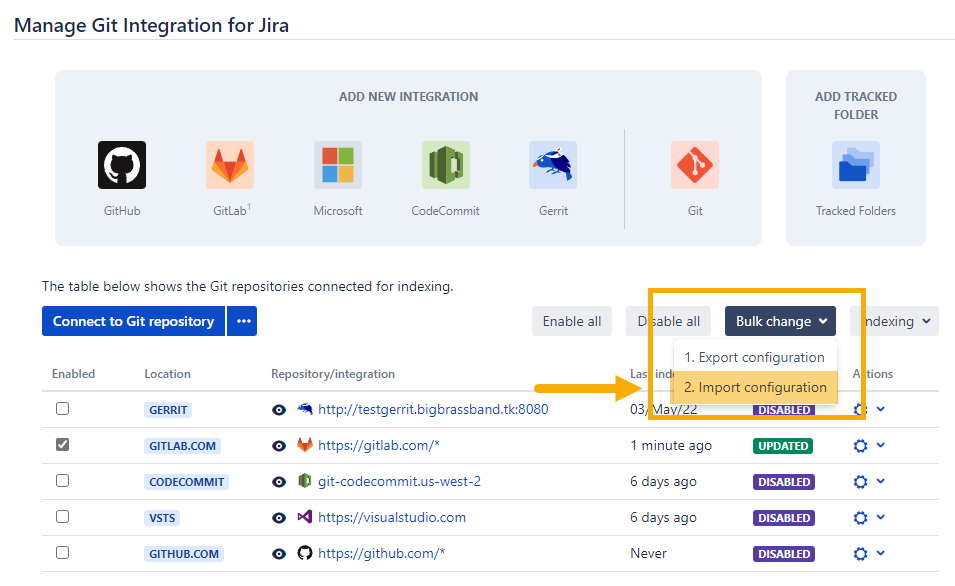 Manage Git Integration for Jira
ADD NEW INTEGRATION
ADD TRACKED
FOLDER
GitHub
GitLab1
Microsoft
CodeCommit
Gerrit
Git
Tracked Folders
The table below shows the Git repositories connected for indexing.
Connect to Git repository ••• Enable all Disable all Bulk change Indexing
1. Export configuration
2. Import configuration
Enabled Location Repository/integration Last inde Actions
GERRIT http://testgerrit.bigbrassband.tk:8080 03/May/22 DISABLED
GITLAB.COM https://gitlab.com/* 1 minute ago UPDATED
CODECOMMIT git-codecommit.us-west-2 6 days ago DISABLED
VSTS https://visualstudio.com 6 days ago DISABLED
GITHUB.COM https://github.com/* Never DISABLED